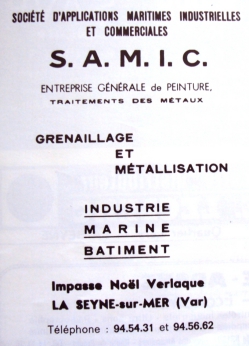 SOCIÉTÉ D'APPLICATIONS MARITIMES INDUSTRIELLES
ET COMMERCIALES
S. A. M. I. C.
ENTREPRISE GÉNÉRALE de PEINTURE,
TRAITEMENTS DES MÉTAUX
GRENAILLAGE
ET
MÉTALLISATION
INDUSTRIE
MARINE
BATIMENT
Impasse Noël Verlaque
LA SEYNE-sur-MER (Var)
Téléphone : 94.54.31 et 94.56.62